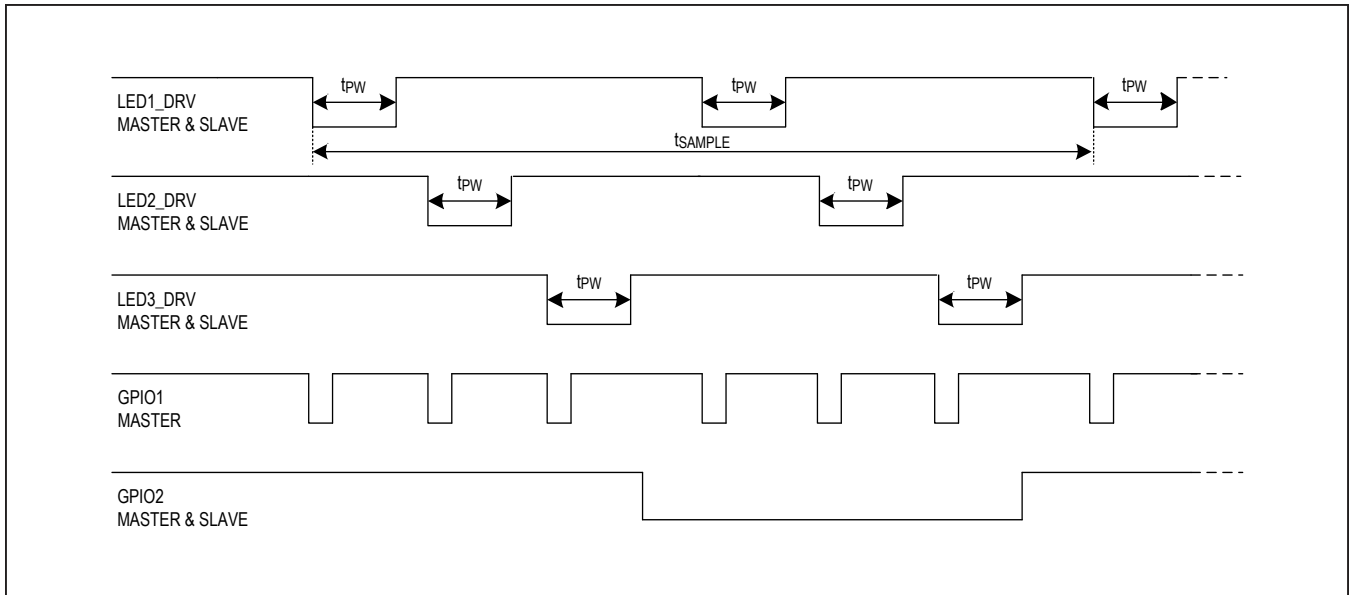 tPW tPW tPW
LED1_DRV
MASTER & SLAVE
tSAMPLE
tPW tPW
LED2_DRV
MASTER & SLAVE
tPW tPW
LED3_DRV
MASTER & SLAVE
GPIO1
MASTER
GPIO2
MASTER & SLAVE